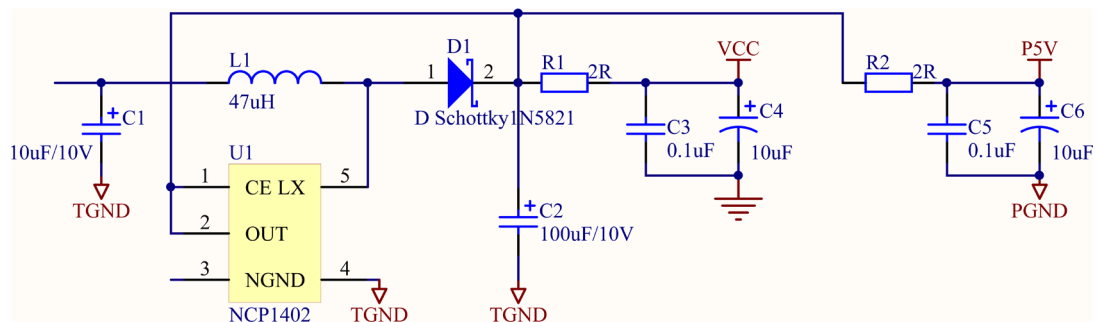 VCC
P5V
L1
D1
R1
2R
R2
2R
1
2
47uH
C1
D Schottky1N5821
C3
C4
C5
C6
10uF/10V
U1
0.1uF
10uF
0.1uF
10uF
1
CE LX
5
TGND
C2
PGND
2
OUT
100uF/10V
3
NGND
4
NCP1402
TGND
TGND